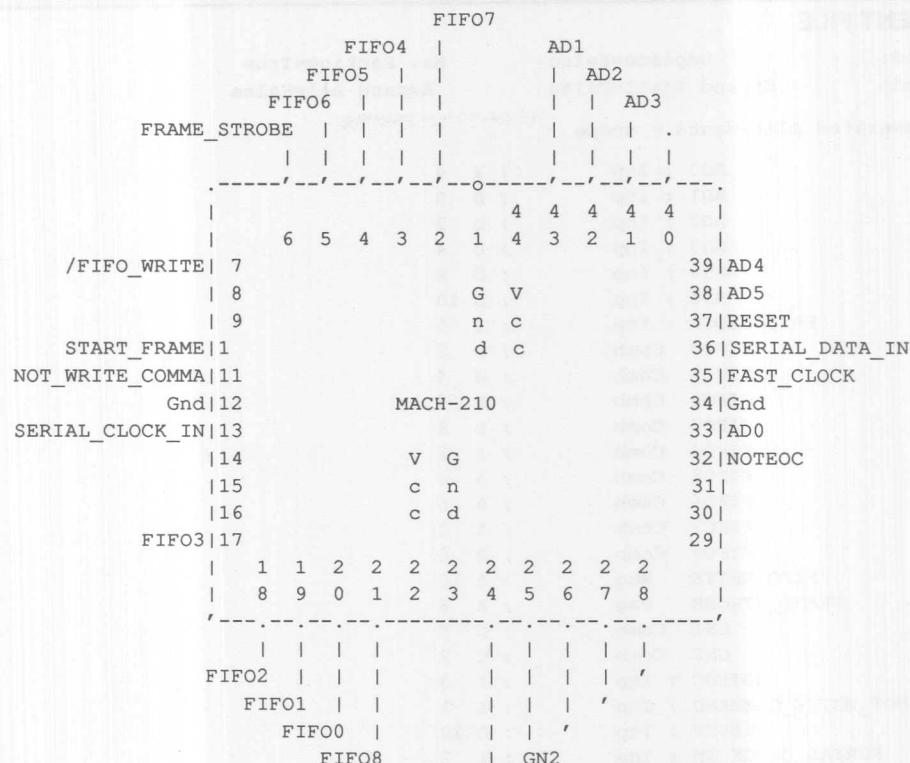 FIFO7
FIFO4 | AD1
FIFO5 | | | AD2
FIFO6 | | | | | AD3
FRAME_STROBE | | | | | | | .
| | | | | | | | |
.-----’--’--’--’--’--o-----’--’--’-----.
| 4 4 4 4 4 |
| 6 5 4 3 2 1 4 3 2 1 0 |
/FIFO_WRITE| 7 39|AD4
| 8 G V 38|AD5
| 9 n c 37|RESET
START_FRAME|1 d c 36|SERIAL_DATA_IN
NOT_WRITE_COMMA|11 35|FAST_CLOCK
Gnd|12 MACH-210 34|Gnd
SERIAL_CLOCK_IN|13 33|AD0
|14 V G 32|NOTEOC
|15 c n 31|
|16 c d 30|
FIFO3|17 29|
| 1 1 2 2 2 2 2 2 2 2 2 |
| 8 9 0 1 2 3 4 5 6 7 8 |
’---.--.--.--.--------.--.--.--.--.-----’
| | | | | | | | |
FIFO2 | | | | | | | ’
FIFO1 | | | | | ’
FIFO0 | | | ’
FIFO8 | GN2